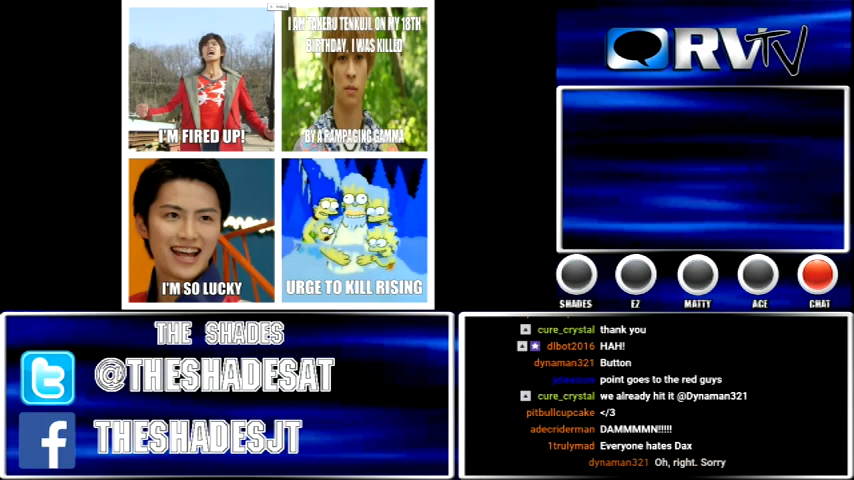 I'M FIRED UP!
I AM TAKERU TENKUJI. ON MY 18TH
BIRTHDAY, I WAS KILLED
BY A RAMPAGING GAMMA
I'M SO LUCKY
URGE TO KILL RISING
RVTV
SHADES
EZ
MATTY
ACE
CHAT
THE SHADES
@THESHADESAT
THESHADESJT
cure_crystal thank you
dlbot2016 HAH!
dynaman321 Button
point goes to the red guys
cure_crystal we already hit it @Dynaman321
pitbullcupcake </3
adecriderman DAMMMMN!!!!!
1trulymad Everyone hates Dax
dynaman321 Oh, right. Sorry